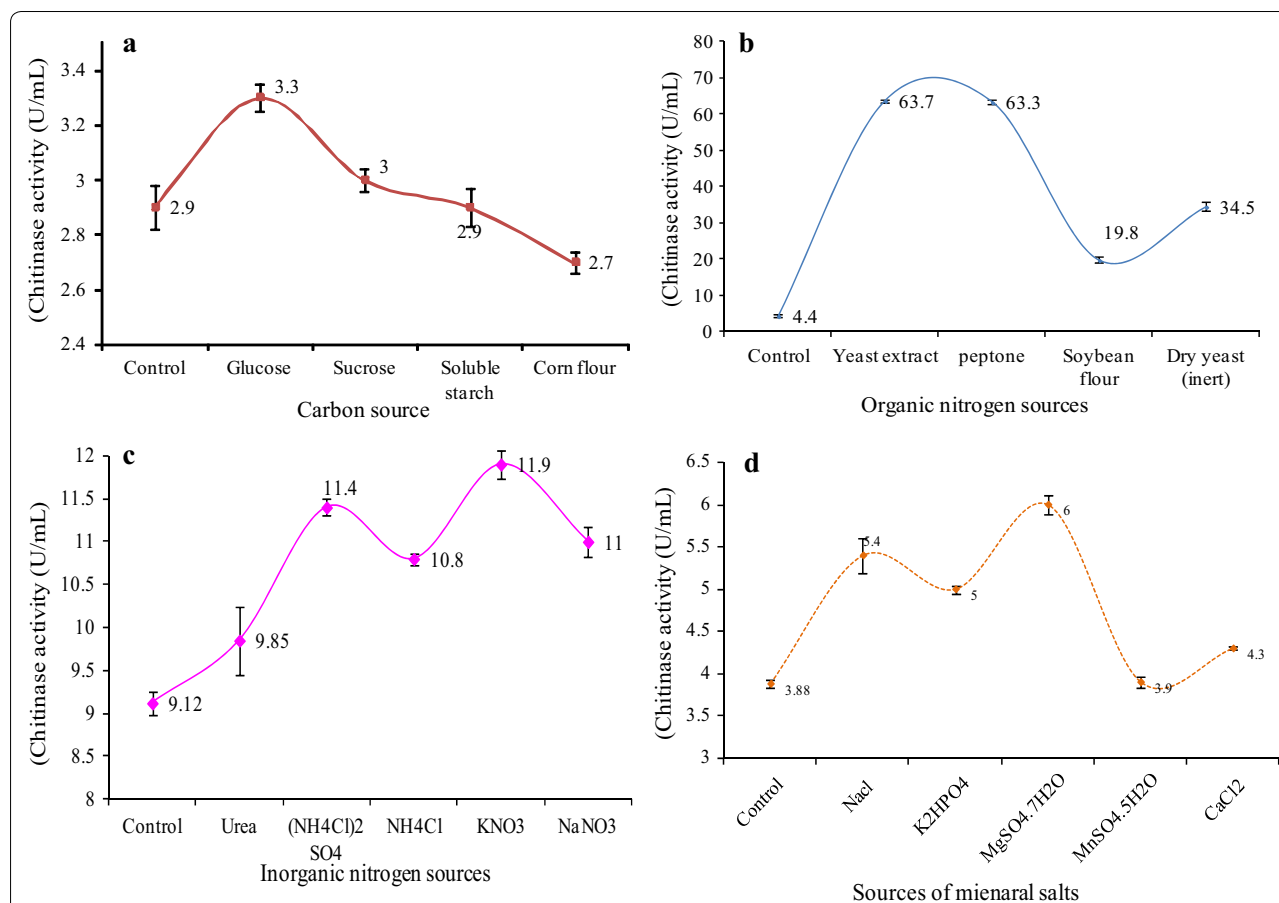 a
(Chitinase activity (U/mL)
3.4
3.2
3
2.8
2.6
2.4
2.9
3.3
3
2.9
2.7
Control
Glucose
Sucrose
Soluble
starch
Corn flour
Carbon source
b
(Chitinase activity (U/mL)
80
70
60
50
40
30
20
10
0
4.4
63.7
63.3
19.8
34.5
Control
Yeast extract
peptone
Soybean
flour
Dry yeast
(inert)
Organic nitrogen sources
c
((Chitinase activity (U/mL)
12
11.5
11
10.5
10
9.5
9
8.5
8
9.12
9.85
11.4
10.8
11.9
11
Control
Urea
(NH4Cl)2
SO4
NH4Cl
KNO3
NaNO3
Inorganic nitrogen sources
d
((Chitinase activity (U/mL)
6.5
6
5.5
5
4.5
4
3.5
3
3.88
5.4
5
6
3.9
4.3
Control
Nacl
K2HPO4
MgSO4.7H2O
MnSO4.5H2O
CaCl2
Sources of mienaral salts